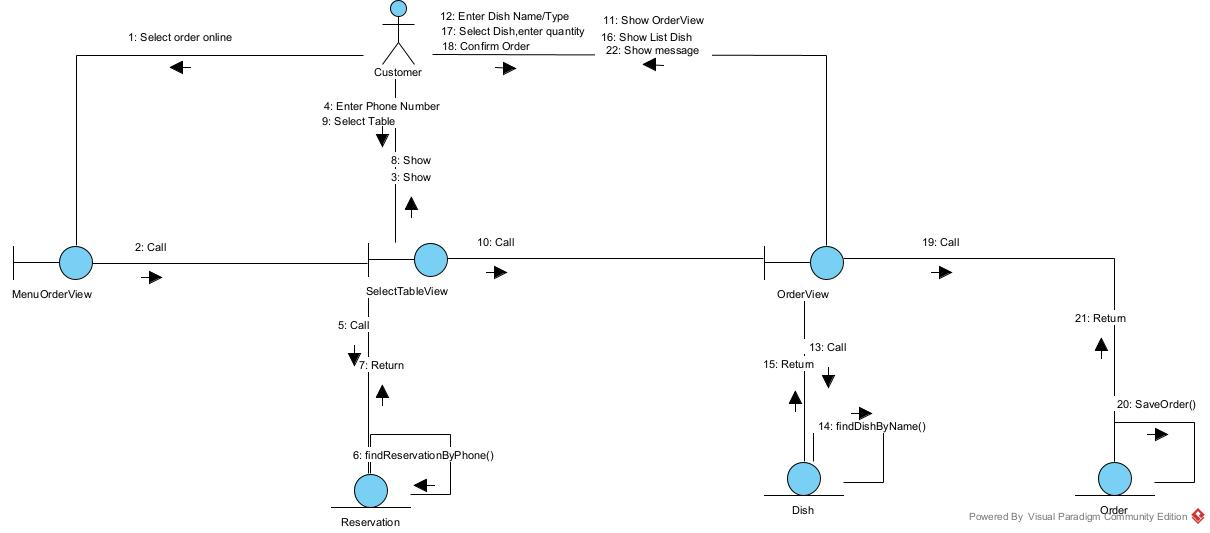 12: Enter Dish Name/Type
11: Show OrderView
1: Select order online
17: Select Dish,enter quantity
16: Show List Dish
18: Confirm Order
22: Show message
Customer
4: Enter Phone Number
9: Select Table
8: Show
3: Show
2: Call
10: Call
19: Call
MenuOrderView
SelectTableView
OrderView
5: Call
21: Return
13: Call
7: Return
15: Return
20: SaveOrder()
14: findDishByName()
6: findReservationByPhone()
Reservation
Dish
Order
Powered By Visual Paradigm Community Edition